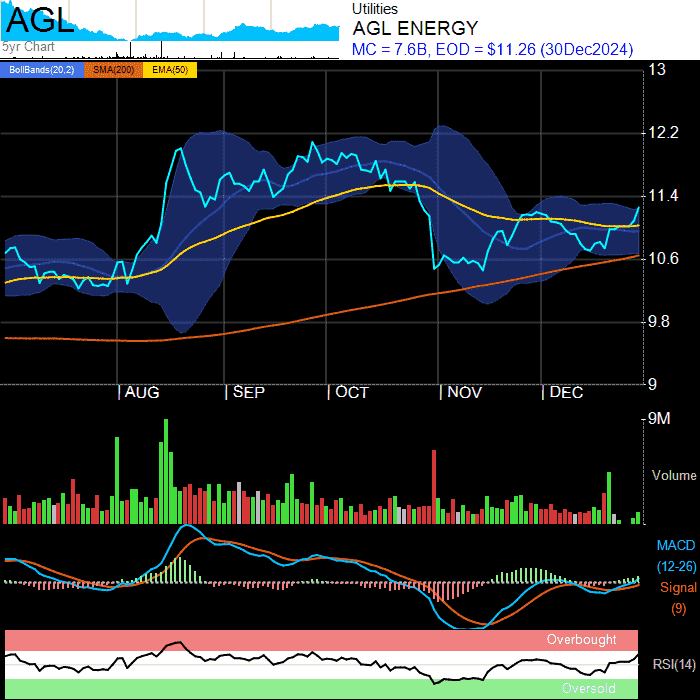 AGL
5yr Chart
Utilities
AGL ENERGY
MC = 7.6B, EOD = $11.26 (30Dec2024)
BollBands(20,2) SMA(200) EMA(50)
13
12.2
11.4
10.6
9.8
9
AUG SEP OCT NOV DEC
9M
Volume
MACD
(12-26)
Signal
(9)
Overbought
RSI(14)
Oversold